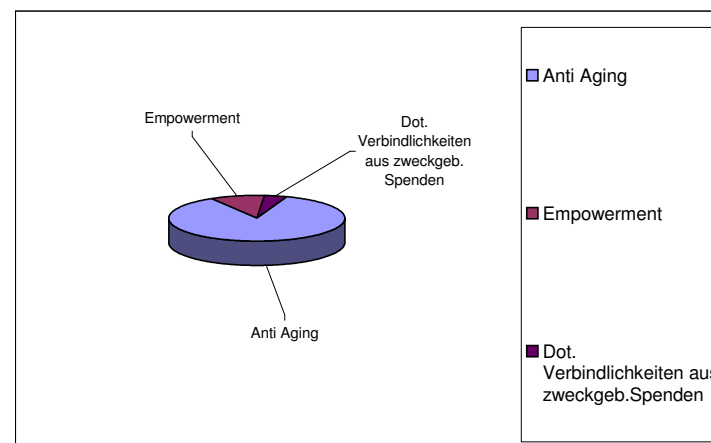 Empowerment
Dot.
Verbindlichkeiten
aus zweckgeb.
Spenden
Anti Aging
Anti Aging
Empowerment
Dot.
Verbindlichkeiten aus
zweckgeb.Spenden